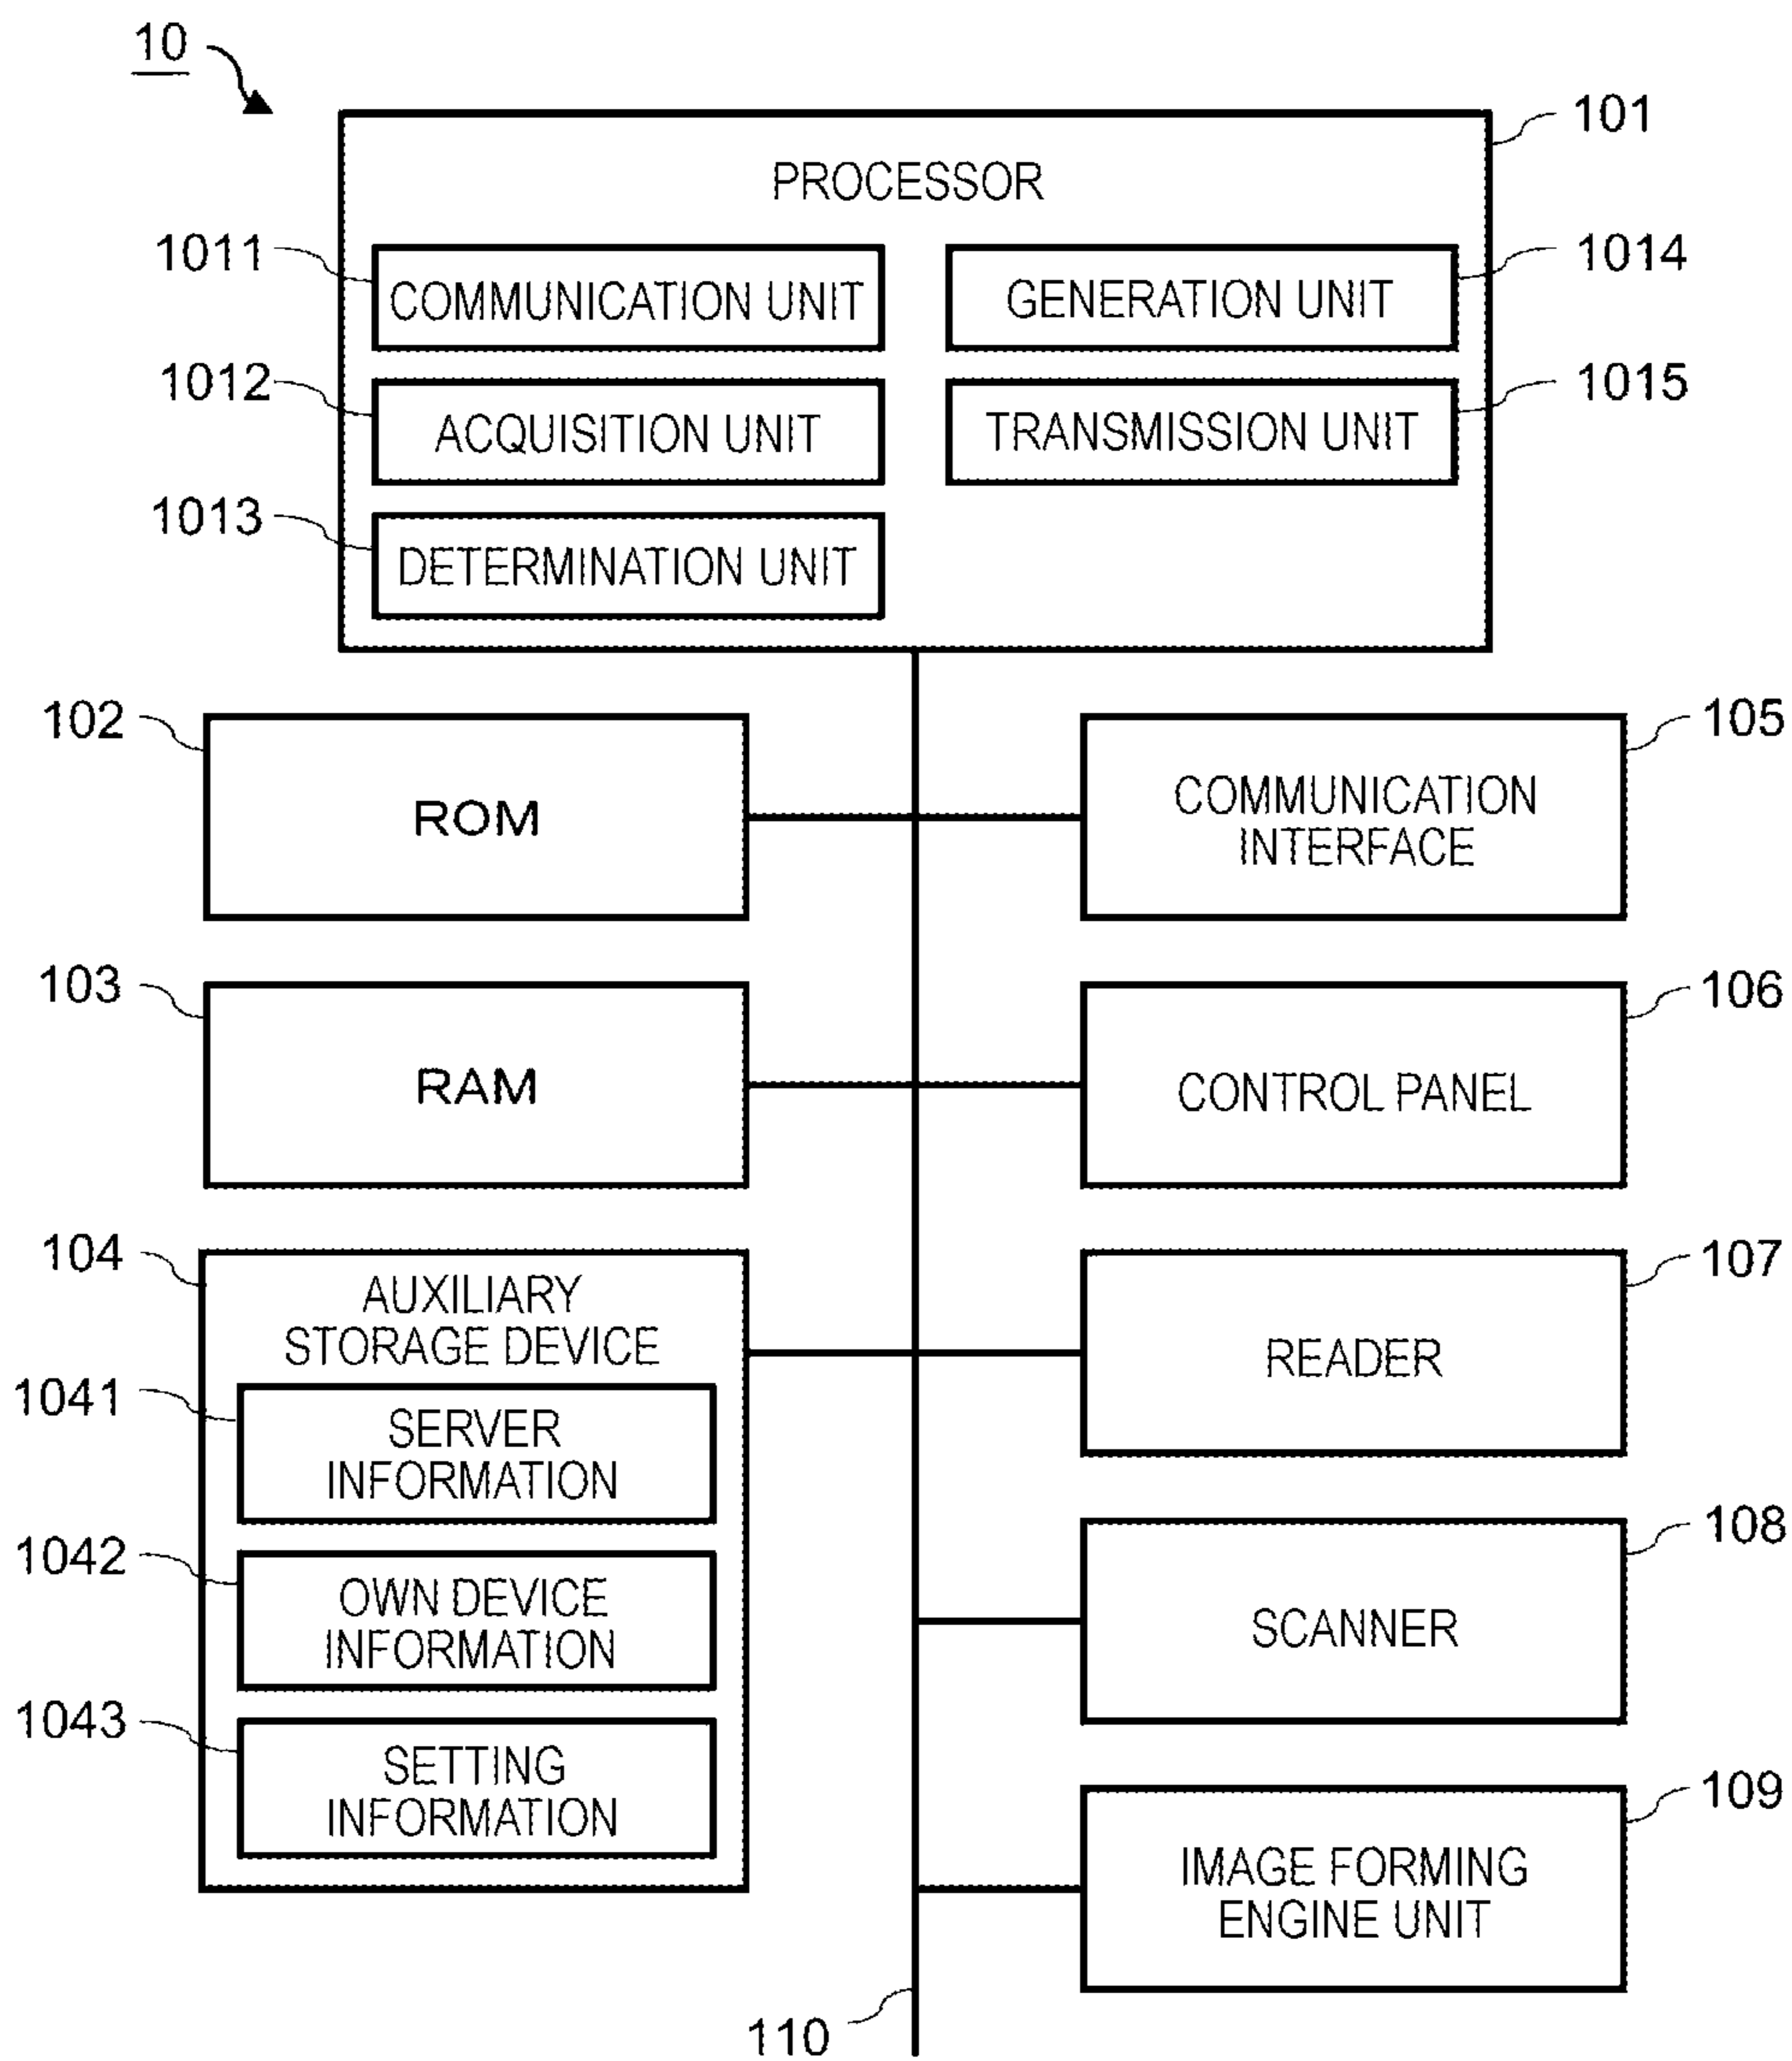 10
101
PROCESSOR
1011
COMMUNICATION UNIT
1014
GENERATION UNIT
1012
ACQUISITION UNIT
1015
TRANSMISSION UNIT
1013
DETERMINATION UNIT
102
ROM
105
COMMUNICATION
INTERFACE
103
RAM
106
CONTROL PANEL
104
AUXILIARY
STORAGE DEVICE
1041
SERVER
INFORMATION
1042
OWN DEVICE
INFORMATION
1043
SETTING
INFORMATION
107
READER
108
SCANNER
109
IMAGE FORMING
ENGINE UNIT
110